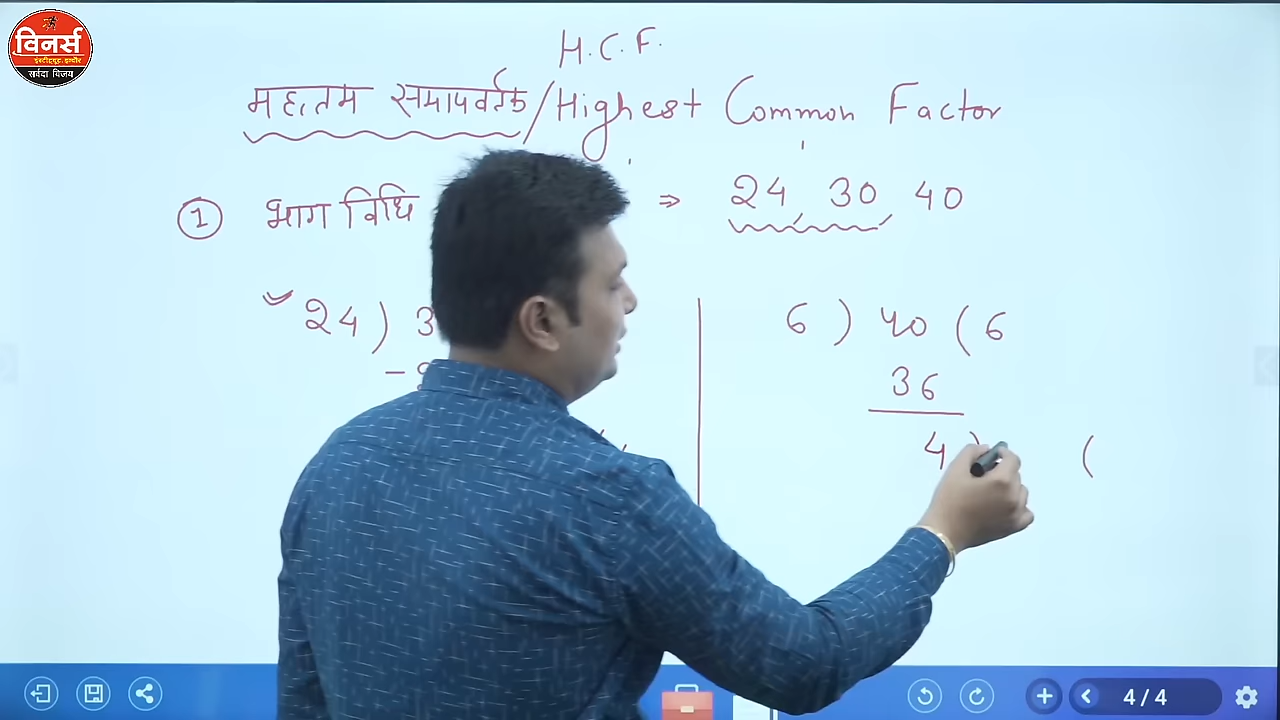 विनर्स
इंस्टीट्यूट, इन्दौर
सर्वदा विजय
H.C.F.
महत्तम समापवर्तक/Highest Common Factor
① भाग विधि ⇒ 24, 30, 40
24 ) 3
6 ) 40 ( 6
-
36
4 ) (
4 / 4